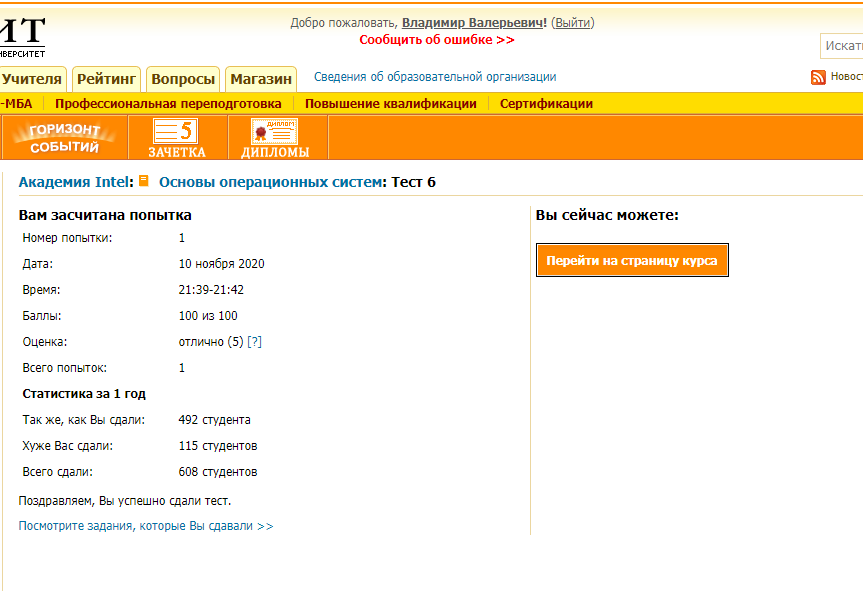 ИТ
Добро пожаловать, Владимир Валерьевич! (Выйти)
Сообщить об ошибке >>
Учителя Рейтинг Вопросы Магазин Сведения об образовательной организации
-МБА Профессиональная переподготовка Повышение квалификации Сертификации
ГОРИЗОНТ СОБЫТИЙ
5
ЗАЧЕТКА
ДИПЛОМ
ДИПЛОМЫ
Академия Intel: Основы операционных систем: Тест 6
Вам засчитана попытка
Номер попытки: 1
Дата: 10 ноября 2020
Время: 21:39-21:42
Баллы: 100 из 100
Оценка: отлично (5) [?]
Всего попыток: 1
Статистика за 1 год
Так же, как Вы сдали: 492 студента
Хуже Вас сдали: 115 студентов
Всего сдали: 608 студентов
Поздравляем, Вы успешно сдали тест.
Посмотрите задания, которые Вы сдавали >>
Вы сейчас можете:
Перейти на страницу курса